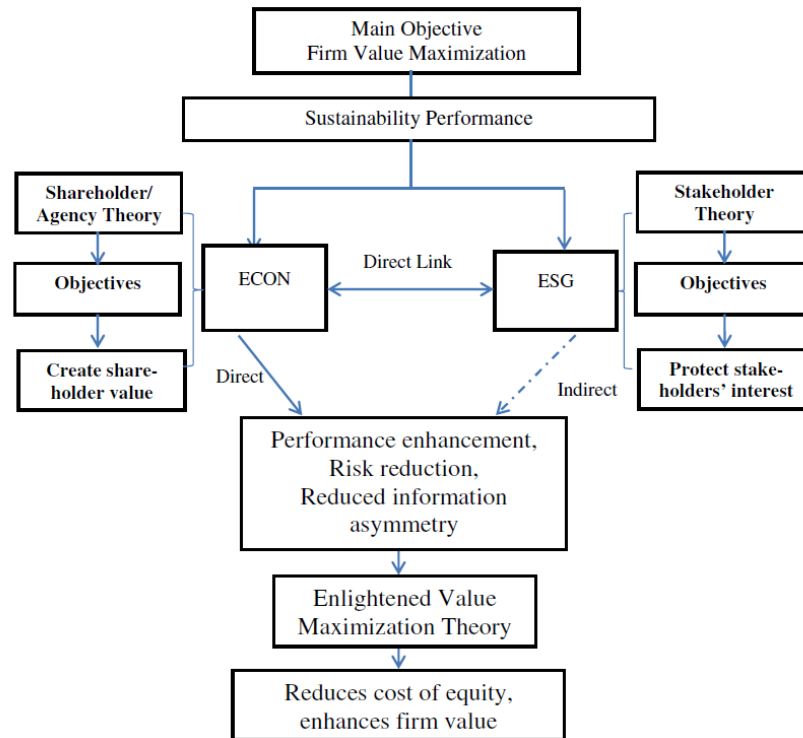 Main Objective
Firm Value Maximization
Sustainability Performance
Shareholder/
Agency Theory
Objectives
Create share-
holder value
ECON
Direct Link
ESG
Stakeholder
Theory
Objectives
Protect stake-
holders' interest
Direct
Indirect
Performance enhancement,
Risk reduction,
Reduced information
asymmetry
Enlightened Value
Maximization Theory
Reduces cost of equity,
enhances firm value